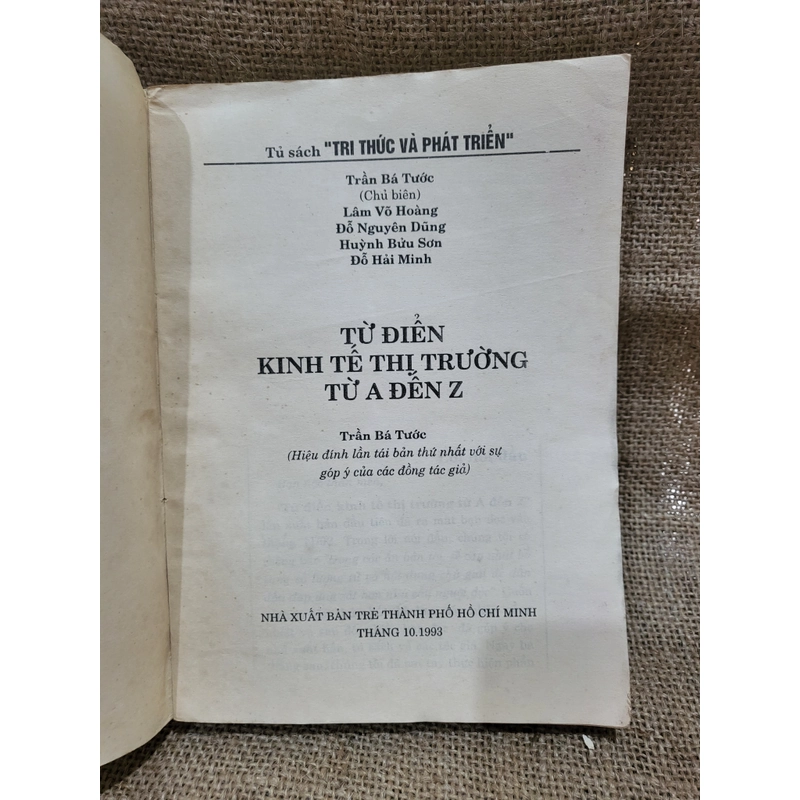 Tủ sách "TRI THỨC VÀ PHÁT TRIỂN"
Trần Bá Tước
(Chủ biên)
Lâm Võ Hoàng
Đỗ Nguyên Dũng
Huỳnh Bửu Sơn
Đỗ Hải Minh
TỪ ĐIỂN
KINH TẾ THỊ TRƯỜNG
TỪ A ĐẾN Z
Trần Bá Tước
(Hiệu đính lần tái bản thứ nhất với sự
góp ý của các đồng tác giả)
NHÀ XUẤT BẢN TRẺ THÀNH PHỐ HỒ CHÍ MINH
THÁNG 10.1993